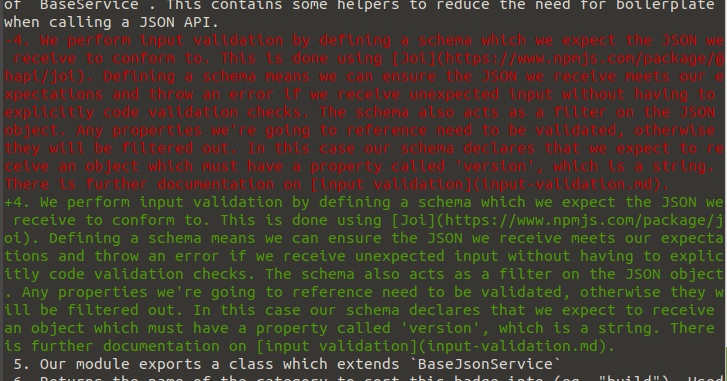 of `BaseService`. This contains some helpers to reduce the need for boilerplate
when calling a JSON API.
-4. We perform input validation by defining a schema which we expect the JSON we
 receive to conform to. This is done using [Joi](https://www.npmjs.com/package/@
hapi/joi). Defining a schema means we can ensure the JSON we receive meets our e
xpectations and throw an error if we receive unexpected input without having to
explicitly code validation checks. The schema also acts as a filter on the JSON
object. Any properties we're going to reference need to be validated, otherwise
they will be filtered out. In this case our schema declares that we expect to re
ceive an object which must have a property called 'version', which is a string.
There is further documentation on [input validation](input-validation.md).
+4. We perform input validation by defining a schema which we expect the JSON we
 receive to conform to. This is done using [Joi](https://www.npmjs.com/package/j
oi). Defining a schema means we can ensure the JSON we receive meets our expecta
tions and throw an error if we receive unexpected input without having to explic
itly code validation checks. The schema also acts as a filter on the JSON object
. Any properties we're going to reference need to be validated, otherwise they w
ill be filtered out. In this case our schema declares that we expect to receive
an object which must have a property called 'version', which is a string. There
is further documentation on [input validation](input-validation.md).
 5. Our module exports a class which extends `BaseJsonService`
 6. Returns the name of the category to sort this badge into (eg. "build"). Used